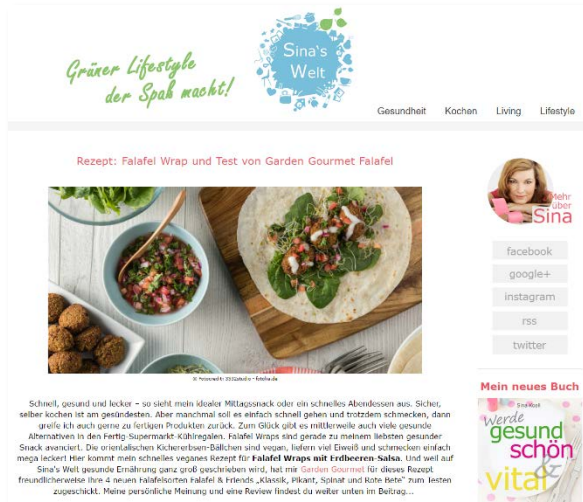 Grüner Lifestyle
der Spaß macht!
Sina's
Welt
Gesundheit Kochen Living Lifestyle
Rezept: Falafel Wrap und Test von Garden Gourmet Falafel
Mehr
über
Sina
facebook
google+
instagram
rss
twitter
Schnell, gesund und lecker – so sieht mein idealer Mittagssnack oder ein schnelles Abendessen aus. Sicher,
selber kochen ist am gesündesten. Aber manchmal soll es einfach schnell gehen und trotzdem schmecken, dann
greife ich auch gerne zu fertigen Produkten zurück. Zum Glück gibt es mittlerweile auch viele gesunde
Alternativen in den Fertig-Supermarkt-Kühlregalen. Falafel Wraps sind gerade zu meinem liebsten gesunder
Snack avanciert. Die orientalischen Kichererbsen-Bällchen sind vegan, liefern viel Eiweiß und schmecken einfach
mega lecker! Hier kommt mein schnelles veganes Rezept für Falafel Wraps mit Erdbeeren-Salsa. Und weil auf
Sina's Welt gesunde Ernährung ganz groß geschrieben wird, hat mir Garden Gourmet für dieses Rezept
freundlicherweise ihre 4 neuen Falafelsorten Falafel & Friends „Klassik, Pikant, Spinat und Rote Bete" zum Testen
zugeschickt. Meine persönliche Meinung und eine Review findest du weiter unten im Beitrag...
Mein neues Buch
Werde
gesund
schön
&
vital